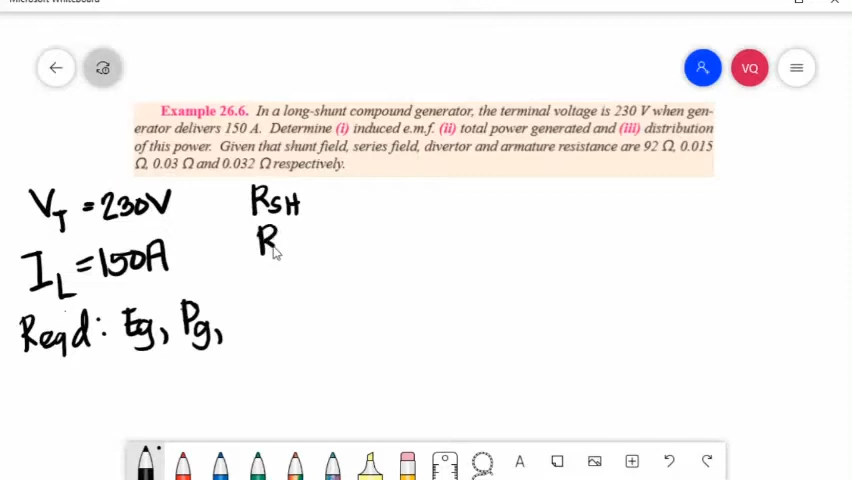 Microsoft Whiteboard
VQ
Example 26.6. In a long-shunt compound generator, the terminal voltage is 230 V when gen-
erator delivers 150 A. Determine (i) induced e.m.f. (ii) total power generated and (iii) distribution
of this power. Given that shunt field, series field, divertor and armature resistance are 92 Ω, 0.015
Ω, 0.03 Ω and 0.032 Ω respectively.
VT = 230V
RSH
R
IL = 150A
Reqd: Eg, Pg,
A